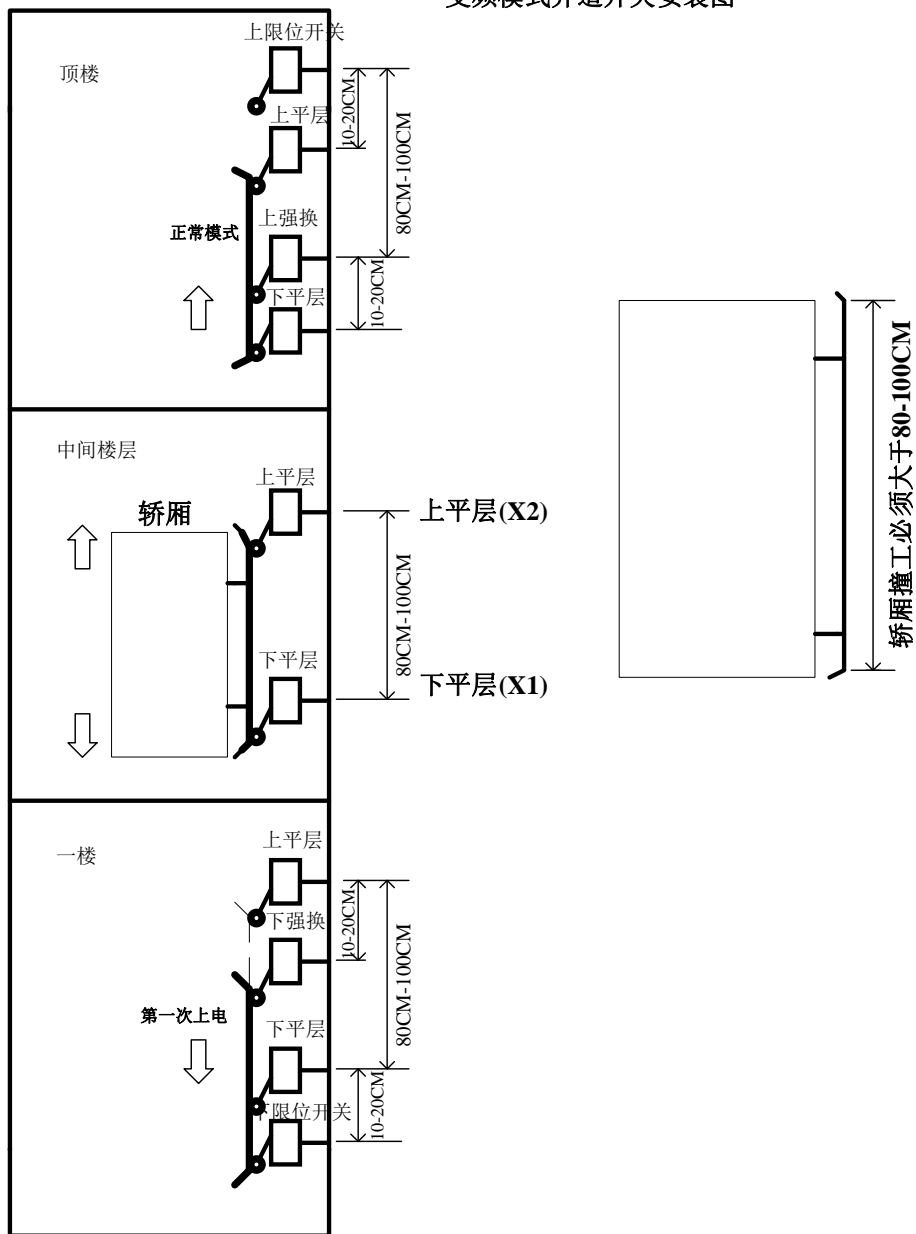 变频模式井道开关安装图
上限位开关
顶楼
10-20CM
上平层
80CM-100CM
上强换
正常模式
下平层
10-20CM
轿厢撞工必须大于80-100CM
中间楼层
上平层
轿厢
上平层(X2)
80CM-100CM
下平层
下平层(X1)
上平层
一楼
10-20CM
下强换
80CM-100CM
第一次上电
下平层
10-20CM
下限位开关